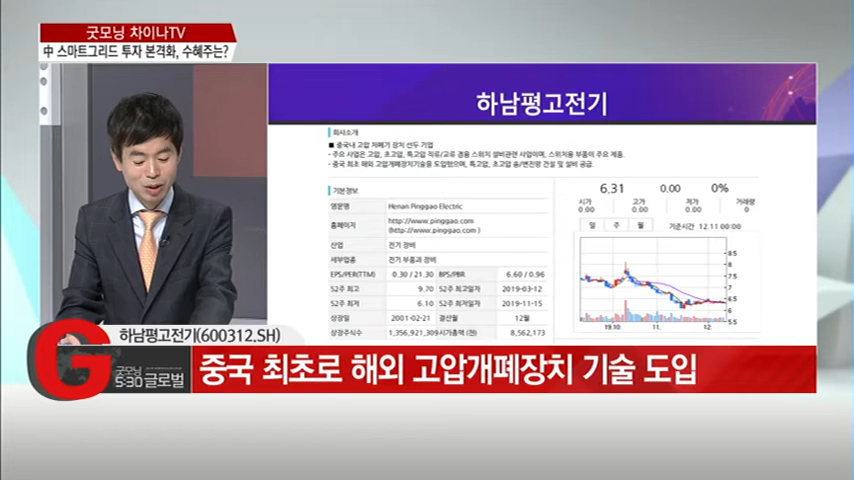 굿모닝 차이나TV
中 스마트그리드 투자 본격화, 수혜주는?
하남평고전기
회사소개
■ 중국내 고압 개폐기 장치 선두 기업
- 주요 사업은 고압, 초고압, 특고압 직류/교류 겸용 스위치 설비관련 사업이며, 스위치용 부품이 주요 제품.
- 중국 최초 해외 고압개폐장치기술을 도입했으며, 특고압, 초고압 송/변전망 건설 및 설비 공급.
기본정보
영문명 Henan Pinggao Electric
홈페이지 http://www.pinggao.com
(http://www.pinggao.com )
산업 전기 장비
세부업종 전기 부품과 장비
EPS/PER(TTM) 0.30 / 21.30 BPS/PBR 6.60 / 0.96
52주 최고 9.70 52주 최고일자 2019-03-12
52주 최저 6.10 52주 최저일자 2019-11-15
상장일 2001-02-21 결산월 12월
상장주식수 1,356,921,309 시가총액 (천) 8,562,173
6.31 0.00 0%
시가 고가 저가 거래량
0.00 0.00 0.00 0
일 주 월 기준시간 12.11 00:00
8.5
8
7.5
7
6.5
6
5.5
19.10 11. 12.
하남평고전기(600312.SH)
G 굿모닝 5:30 글로벌
중국 최초로 해외 고압개폐장치 기술 도입